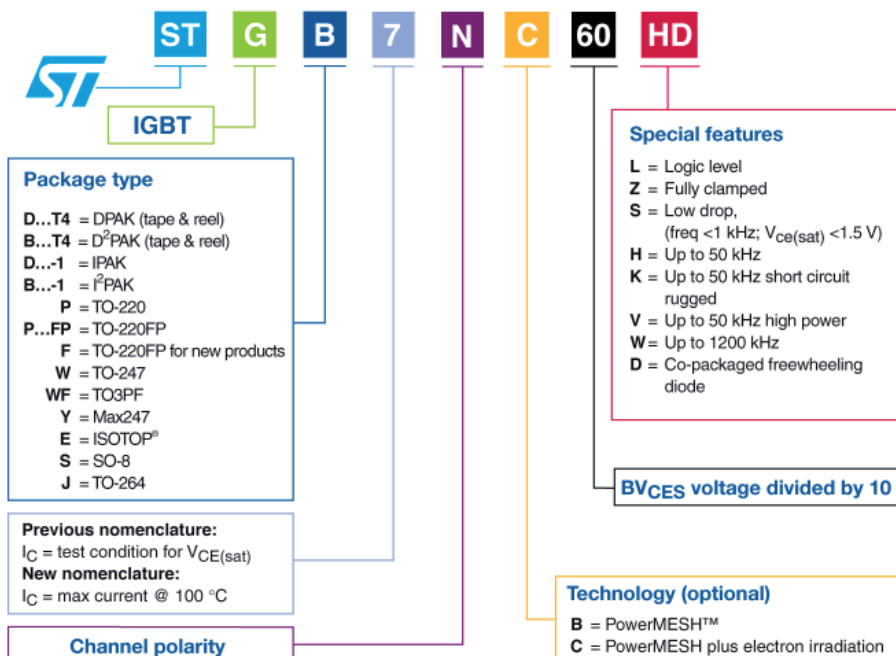 ST G B 7 N C 60 HD
ST
IGBT
Package type
D...T4 = DPAK (tape & reel)
B...T4 = D²PAK (tape & reel)
D...-1 = IPAK
B...-1 = I²PAK
P = TO-220
P...FP = TO-220FP
F = TO-220FP for new products
W = TO-247
WF = TO3PF
Y = Max247
E = ISOTOP®
S = SO-8
J = TO-264
Previous nomenclature:
IC = test condition for VCE(sat)
New nomenclature:
IC = max current @ 100 °C
Channel polarity
Special features
L = Logic level
Z = Fully clamped
S = Low drop,
(freq <1 kHz; Vce(sat) <1.5 V)
H = Up to 50 kHz
K = Up to 50 kHz short circuit
rugged
V = Up to 50 kHz high power
W = Up to 1200 kHz
D = Co-packaged freewheeling
diode
BVCES voltage divided by 10
Technology (optional)
B = PowerMESH™
C = PowerMESH plus electron irradiation